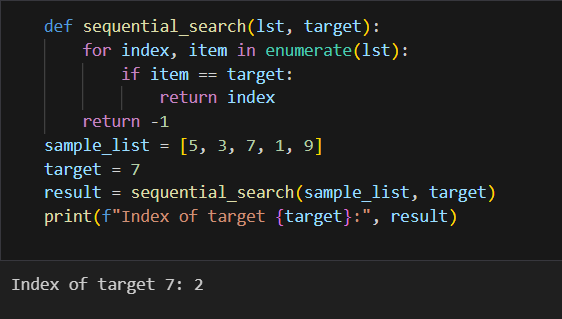 def sequential_search(lst, target):
    for index, item in enumerate(lst):
        if item == target:
            return index
    return -1
sample_list = [5, 3, 7, 1, 9]
target = 7
result = sequential_search(sample_list, target)
print(f"Index of target {target}:", result)
Index of target 7: 2